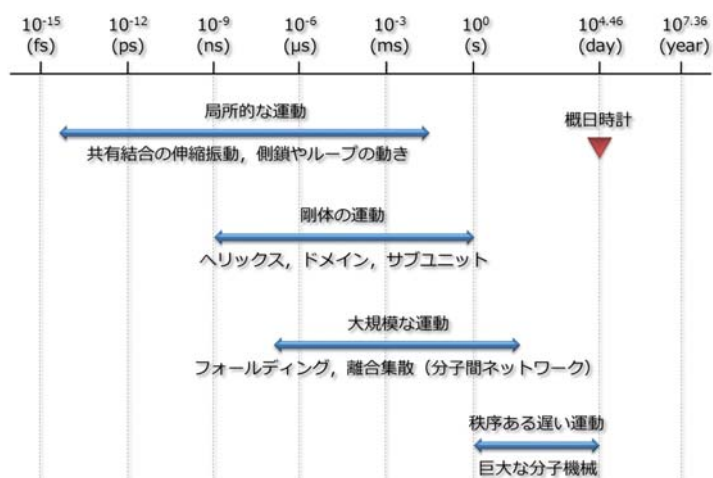 10⁻¹⁵ 10⁻¹² 10⁻⁹ 10⁻⁶ 10⁻³ 10⁰ 10⁴·⁴⁶ 10⁷·³⁶
(fs) (ps) (ns) (μs) (ms) (s) (day) (year)
局所的な運動
概日時計
共有結合の伸縮振動，側鎖やループの動き
剛体の運動
ヘリックス，ドメイン，サブユニット
大規模な運動
フォールディング，離合集散（分子間ネットワーク）
秩序ある遅い運動
巨大な分子機械